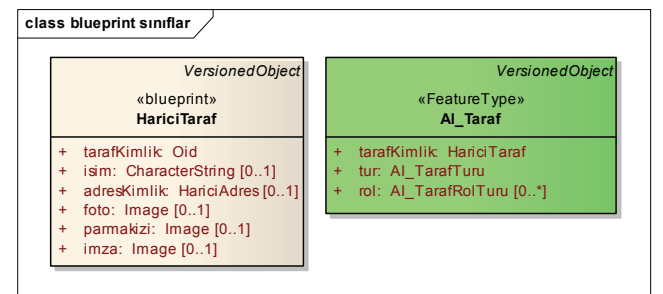 class blueprint sınıflar
VersionedObject
«blueprint»
HariciTaraf
+ tarafKimlik: Oid
+ isim: CharacterString [0..1]
+ adresKimlik: HariciAdres [0..1]
+ foto: Image [0..1]
+ parmakizi: Image [0..1]
+ imza: Image [0..1]
VersionedObject
«FeatureType»
AI_Taraf
+ tarafKimlik: HariciTaraf
+ tur: AI_TarafTuru
+ rol: AI_TarafRolTuru [0..*]